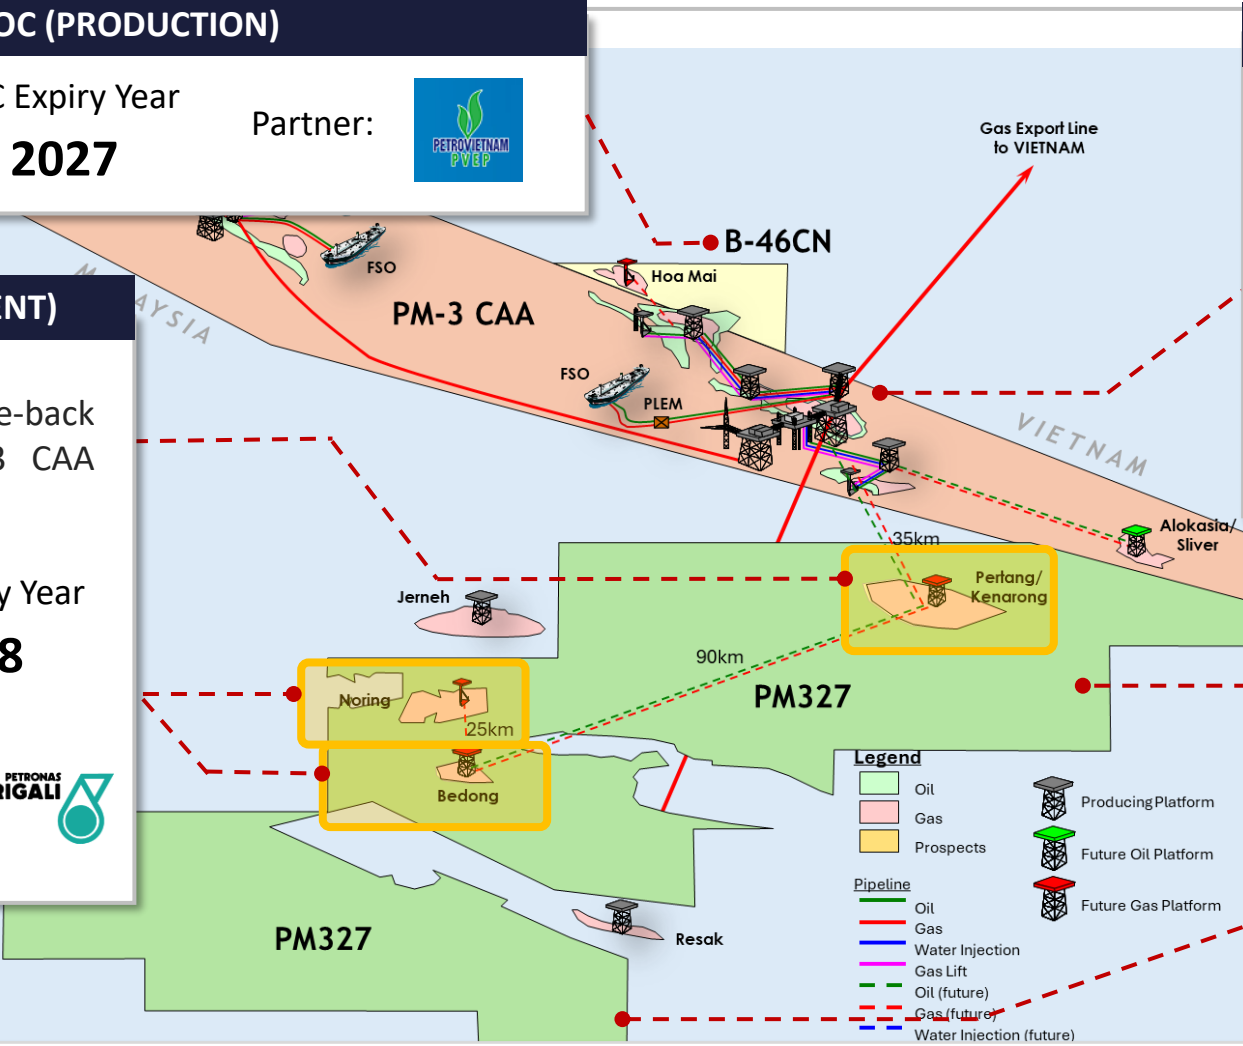 OC (PRODUCTION)
C Expiry Year
2027
Partner:
PETROVIETNAM
PVEP
Gas Export Line
to VIETNAM
B-46CN
FSO
Hoa Mai
MALAYSIA
PM-3 CAA
ENT)
FSO
PLEM
e-back
3 CAA
VIETNAM
Alokasia/
Sliver
35km
Pertang/
Kenarong
y Year
8
Jerneh
90km
PM327
Noring
25km
Bedong
PETRONAS
RIGALI
Legend
Oil
Gas
Prospects
Producing Platform
Future Oil Platform
Future Gas Platform
Pipeline
Oil
Gas
Water Injection
Gas Lift
Oil (future)
Gas (future)
Water Injection (future)
PM327
Resak